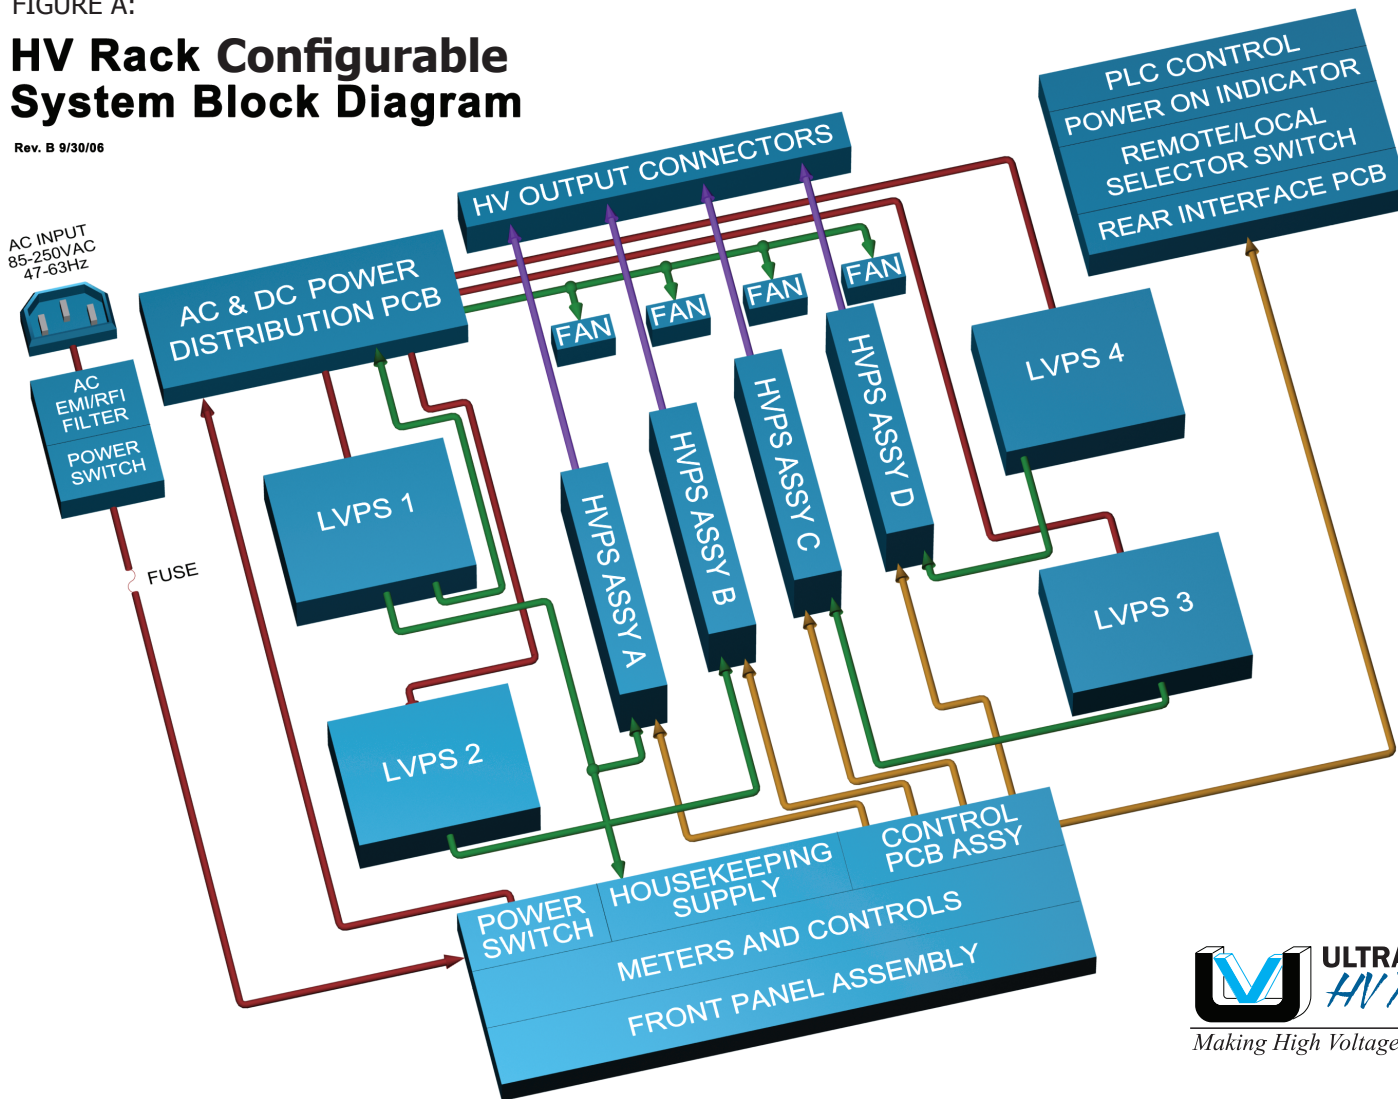 FIGURE A:
HV Rack Configurable
System Block Diagram
Rev. B 9/30/06
AC INPUT
85-250VAC
47-63Hz
AC
EMI/RFI
FILTER
POWER
SWITCH
FUSE
AC & DC POWER
DISTRIBUTION PCB
HV OUTPUT CONNECTORS
FAN
FAN
FAN
FAN
PLC CONTROL
POWER ON INDICATOR
REMOTE/LOCAL
SELECTOR SWITCH
REAR INTERFACE PCB
LVPS 1
LVPS 2
HVPS ASSY A
HVPS ASSY B
HVPS ASSY C
HVPS ASSY D
LVPS 4
LVPS 3
POWER
SWITCH
HOUSEKEEPING
SUPPLY
CONTROL
PCB ASSY
METERS AND CONTROLS
FRONT PANEL ASSEMBLY
ULTRA
HV
Making High Voltage